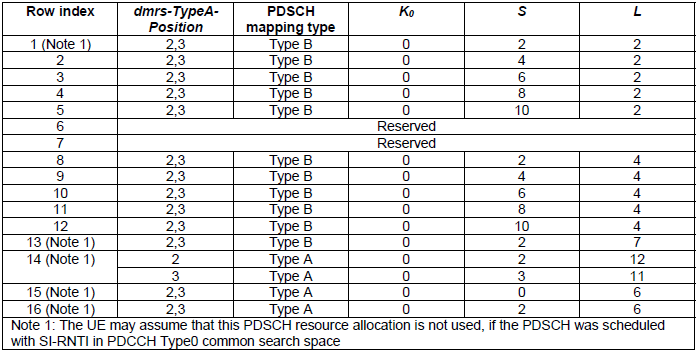 Row index dmrs-TypeA-Position PDSCH mapping type K0 S L
1 (Note 1) 2,3 Type B 0 2 2
2 2,3 Type B 0 4 2
3 2,3 Type B 0 6 2
4 2,3 Type B 0 8 2
5 2,3 Type B 0 10 2
6 Reserved
7 Reserved
8 2,3 Type B 0 2 4
9 2,3 Type B 0 4 4
10 2,3 Type B 0 6 4
11 2,3 Type B 0 8 4
12 2,3 Type B 0 10 4
13 (Note 1) 2,3 Type B 0 2 7
14 (Note 1) 2 Type A 0 2 12
3 Type A 0 3 11
15 (Note 1) 2,3 Type A 0 0 6
16 (Note 1) 2,3 Type A 0 2 6
Note 1: The UE may assume that this PDSCH resource allocation is not used, if the PDSCH was scheduled
with SI-RNTI in PDCCH Type0 common search space